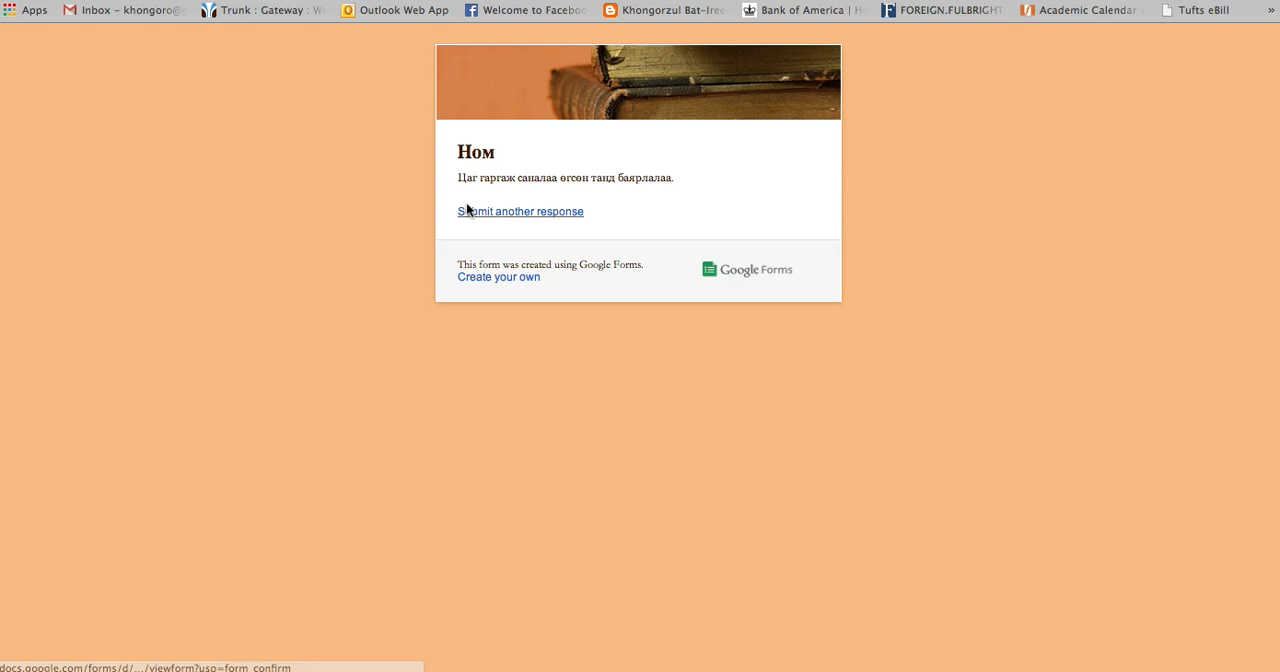 Apps Inbox – khongoro@ Trunk : Gateway : W Outlook Web App Welcome to Faceboo Khongorzul Bat-Iree Bank of America | H FOREIGN.FULBRIGHT Academic Calendar Tufts eBill »
Ном
Цаг гаргаж саналаа өгсөн танд баярлалаа.
Submit another response
This form was created using Google Forms.
Create your own
Google Forms
docs.google.com/forms/d/.../viewform?usp=form_confirm